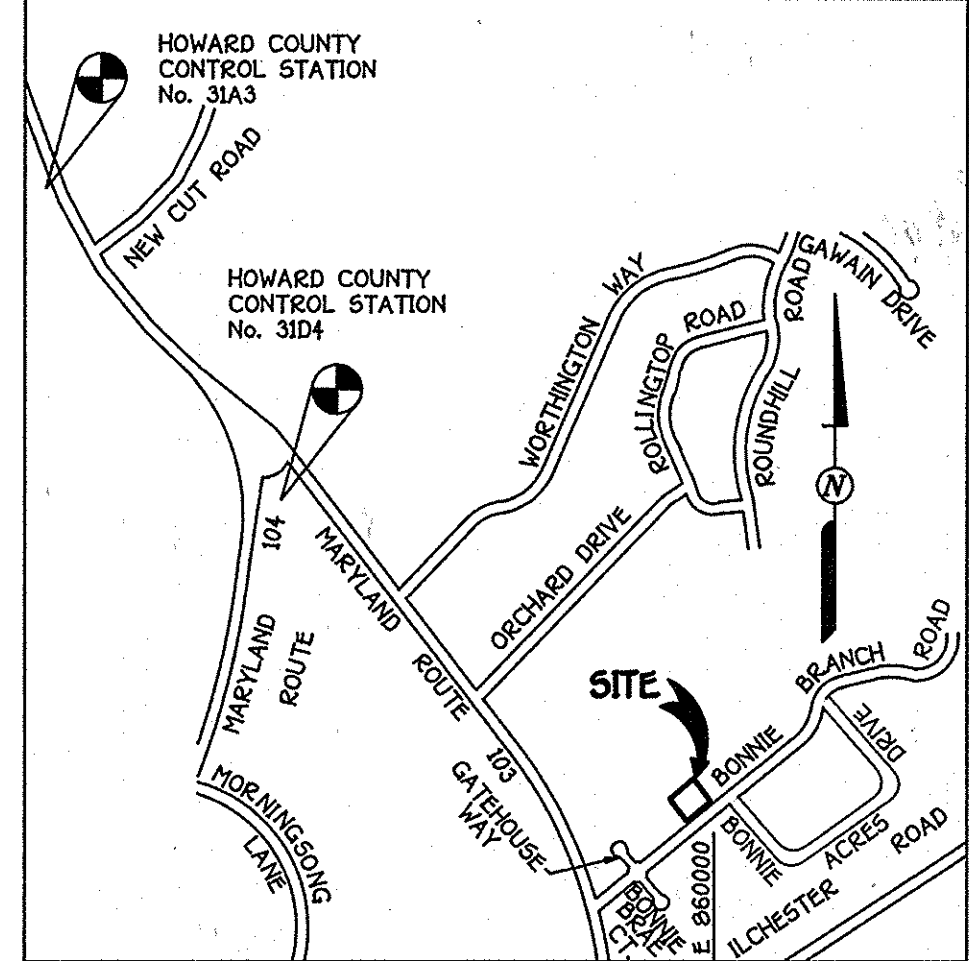 HOWARD COUNTY
CONTROL STATION
No. 31A3
NEW CUT ROAD
HOWARD COUNTY
CONTROL STATION
No. 31D4
GAWAIN DRIVE
WORTHINGTON WAY
ROLLINGTOP ROAD
ROUNDHILL ROAD
N
ORCHARD DRIVE
104
MARYLAND ROUTE
MARYLAND
ROUTE
103
SITE
BONNIE BRANCH ROAD
GATEHOUSE
WAY
MORNINGSONG
LANE
BONNIE ACRES DRIVE
BONNIE
BRAE
CT.
E 860000
ILCHESTER ROAD